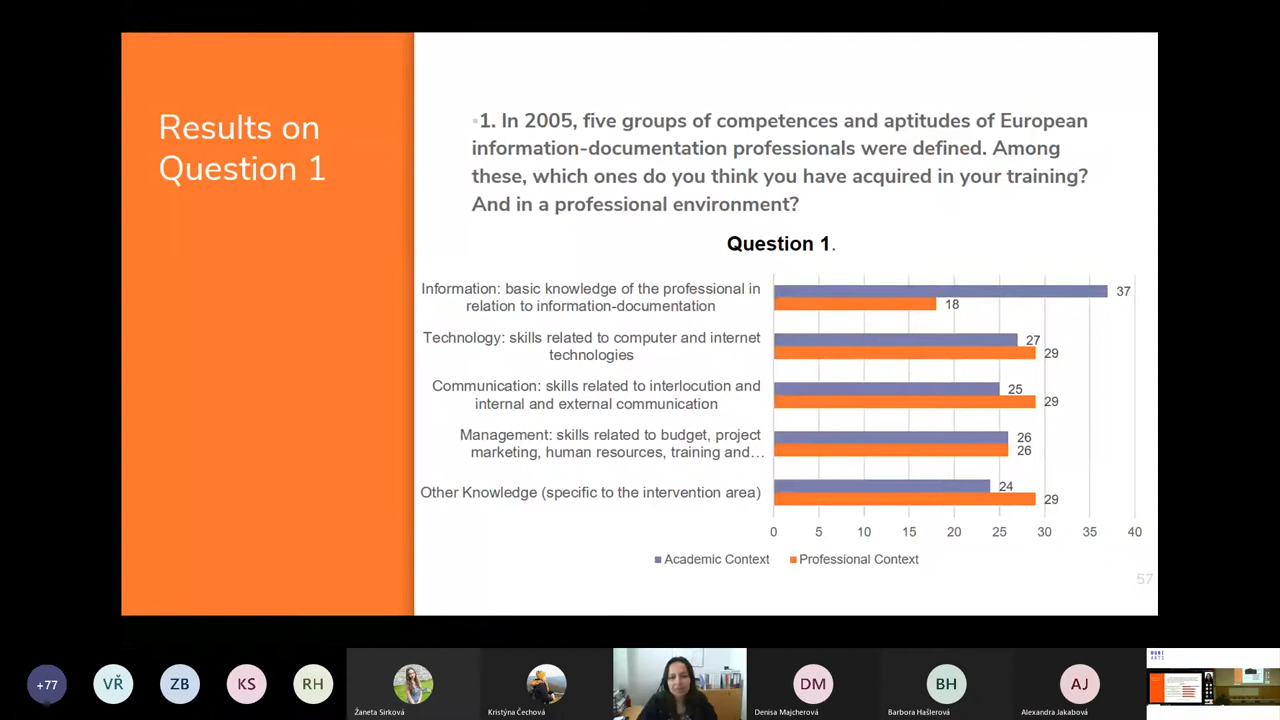 Results on
Question 1
1. In 2005, five groups of competences and aptitudes of European
information-documentation professionals were defined. Among
these, which ones do you think you have acquired in your training?
And in a professional environment?
Question 1.
Information: basic knowledge of the professional in
relation to information-documentation
37
18
Technology: skills related to computer and internet
technologies
27
29
Communication: skills related to interlocution and
internal and external communication
25
29
Management: skills related to budget, project
marketing, human resources, training and...
26
26
Other Knowledge (specific to the intervention area)
24
29
0 5 10 15 20 25 30 35 40
Academic Context Professional Context
57
+77 VŘ ZB KS RH DM BH AJ
Žaneta Sirková Kristýna Čechová Denisa Majcherová Barbora Hašlerová Alexandra Jakabová
MUNI
ARTS